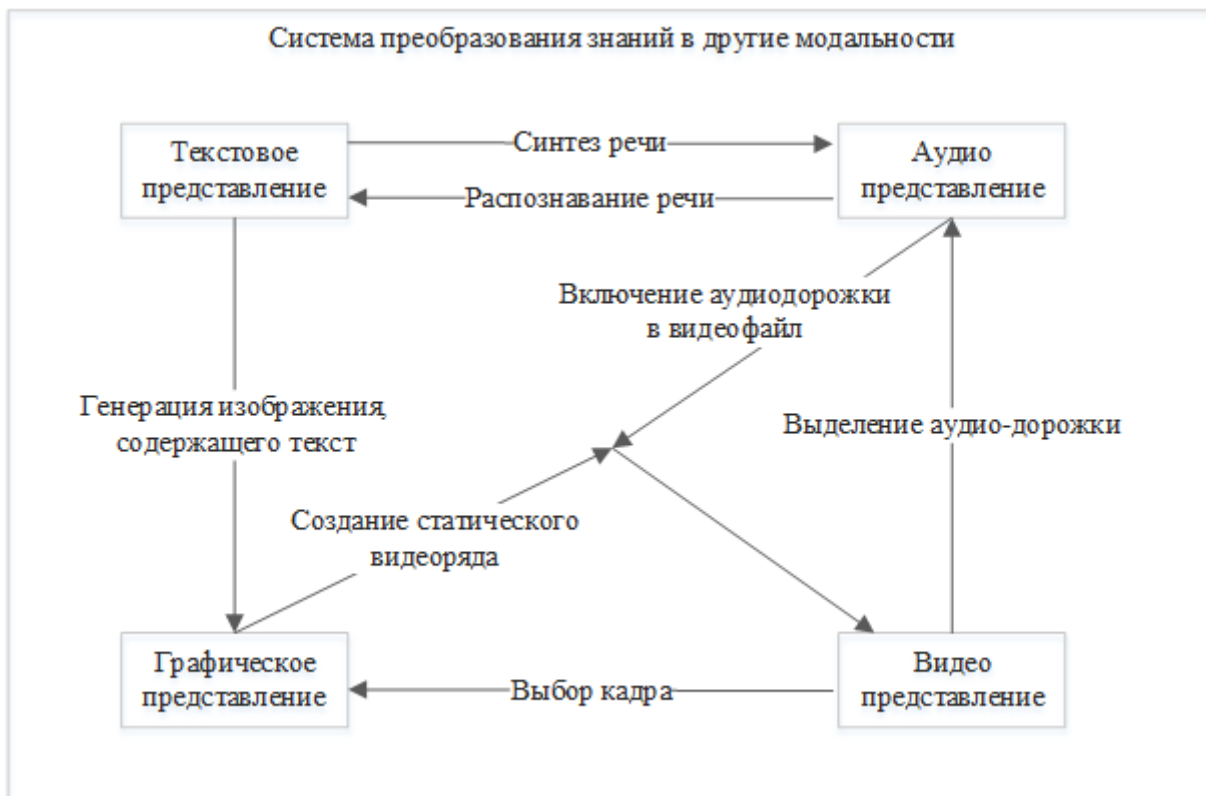 Система преобразования знаний в другие модальности
Текстовое
представление
Синтез речи
Распознавание речи
Аудио
представление
Включение аудиодорожки
в видеофайл
Генерация изображения,
содержащего текст
Выделение аудио-дорожки
Создание статического
видеоряда
Графическое
представление
Выбор кадра
Видео
представление